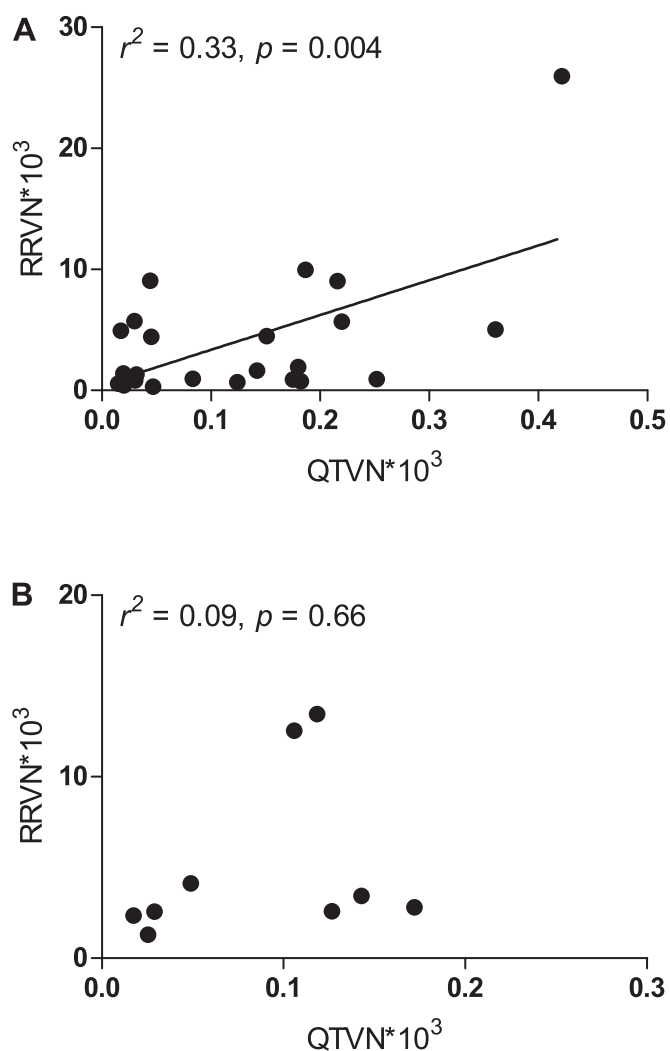 A
r² = 0.33, p = 0.004
30
20
10
0
RRVN*10³
0.0 0.1 0.2 0.3 0.4 0.5
QTVN*10³
B
r² = 0.09, p = 0.66
20
10
0
RRVN*10³
0.0 0.1 0.2 0.3
QTVN*10³